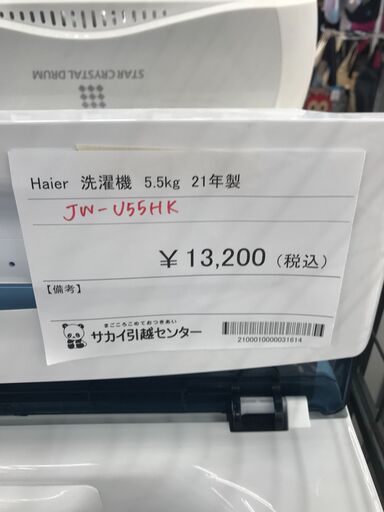 STAR CRYSTAL DRUM
Haier 洗濯機 5.5kg 21年製
JW-U55HK
¥13,200(税込)
【備考】
まごころこめておつきあい
サカイ引越センター
2100010000031614